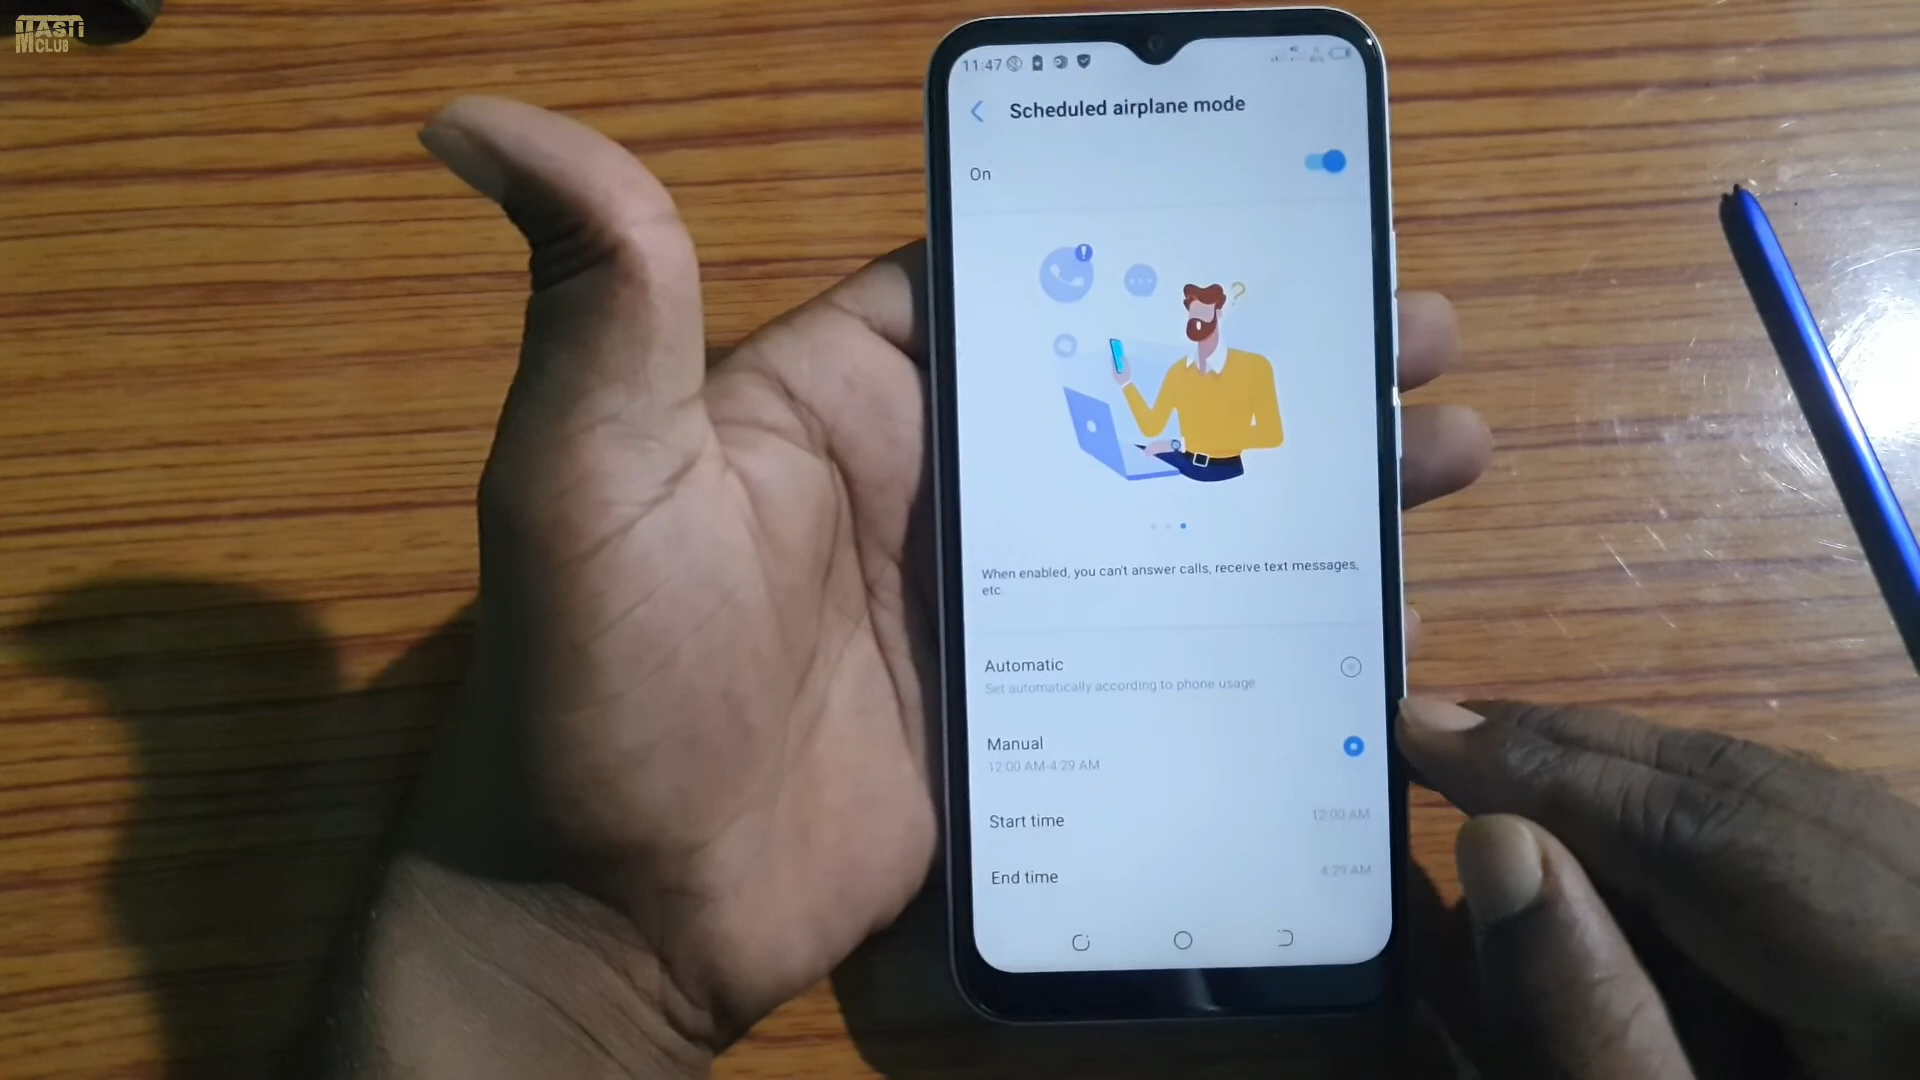 MASTI
CLUB
11:47
Scheduled airplane mode
On
When enabled, you can't answer calls, receive text messages,
etc.
Automatic
Set automatically according to phone usage
Manual
12:00 AM-4:29 AM
Start time 12:00 AM
End time 4:29 AM